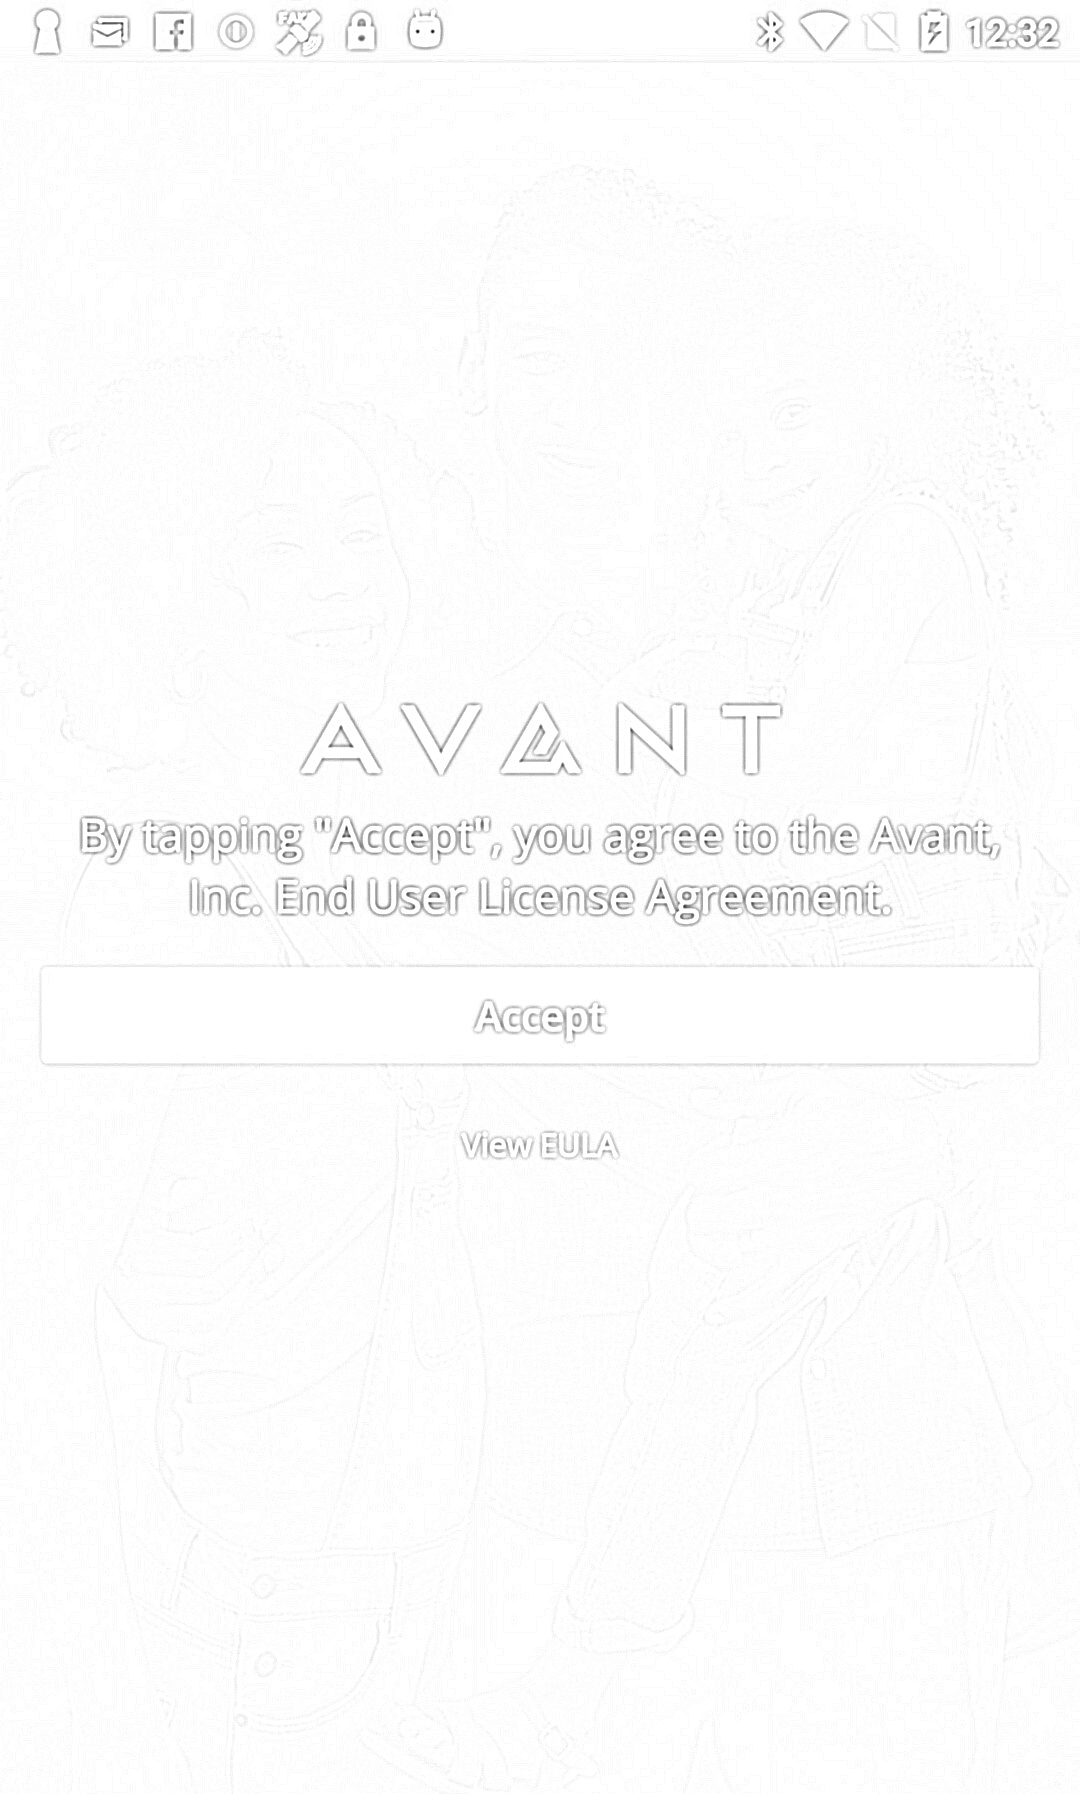 12:32
AVANT
By tapping "Accept", you agree to the Avant,
Inc. End User License Agreement.
Accept
View EULA